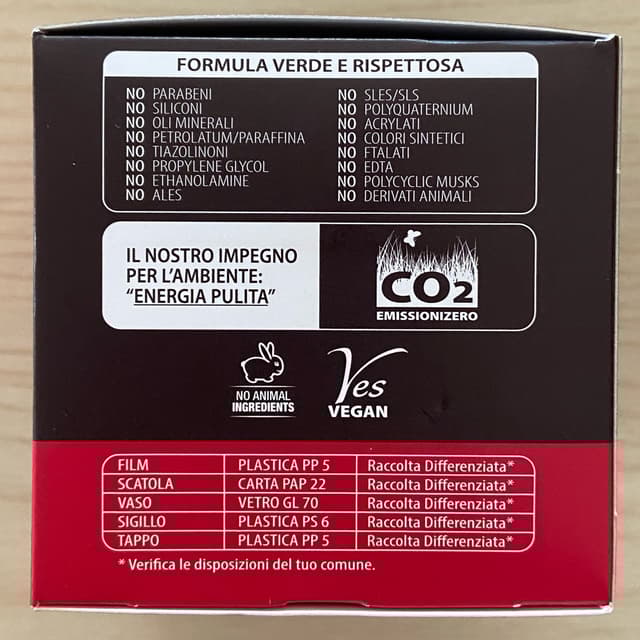 FORMULA VERDE E RISPETTOSA
NO PARABENI
NO SILICONI
NO OLI MINERALI
NO PETROLATUM/PARAFFINA
NO TIAZOLINONI
NO PROPYLENE GLYCOL
NO ETHANOLAMINE
NO ALES
NO SLES/SLS
NO POLYQUATERNIUM
NO ACRYLATI
NO COLORI SINTETICI
NO FTALATI
NO EDTA
NO POLYCYCLIC MUSKS
NO DERIVATI ANIMALI
IL NOSTRO IMPEGNO
PER L'AMBIENTE:
"ENERGIA PULITA"
CO2
EMISSIONIZERO
NO ANIMAL
INGREDIENTS
Yes
VEGAN
FILM PLASTICA PP 5 Raccolta Differenziata*
SCATOLA CARTA PAP 22 Raccolta Differenziata*
VASO VETRO GL 70 Raccolta Differenziata*
SIGILLO PLASTICA PS 6 Raccolta Differenziata*
TAPPO PLASTICA PP 5 Raccolta Differenziata*
* Verifica le disposizioni del tuo comune.